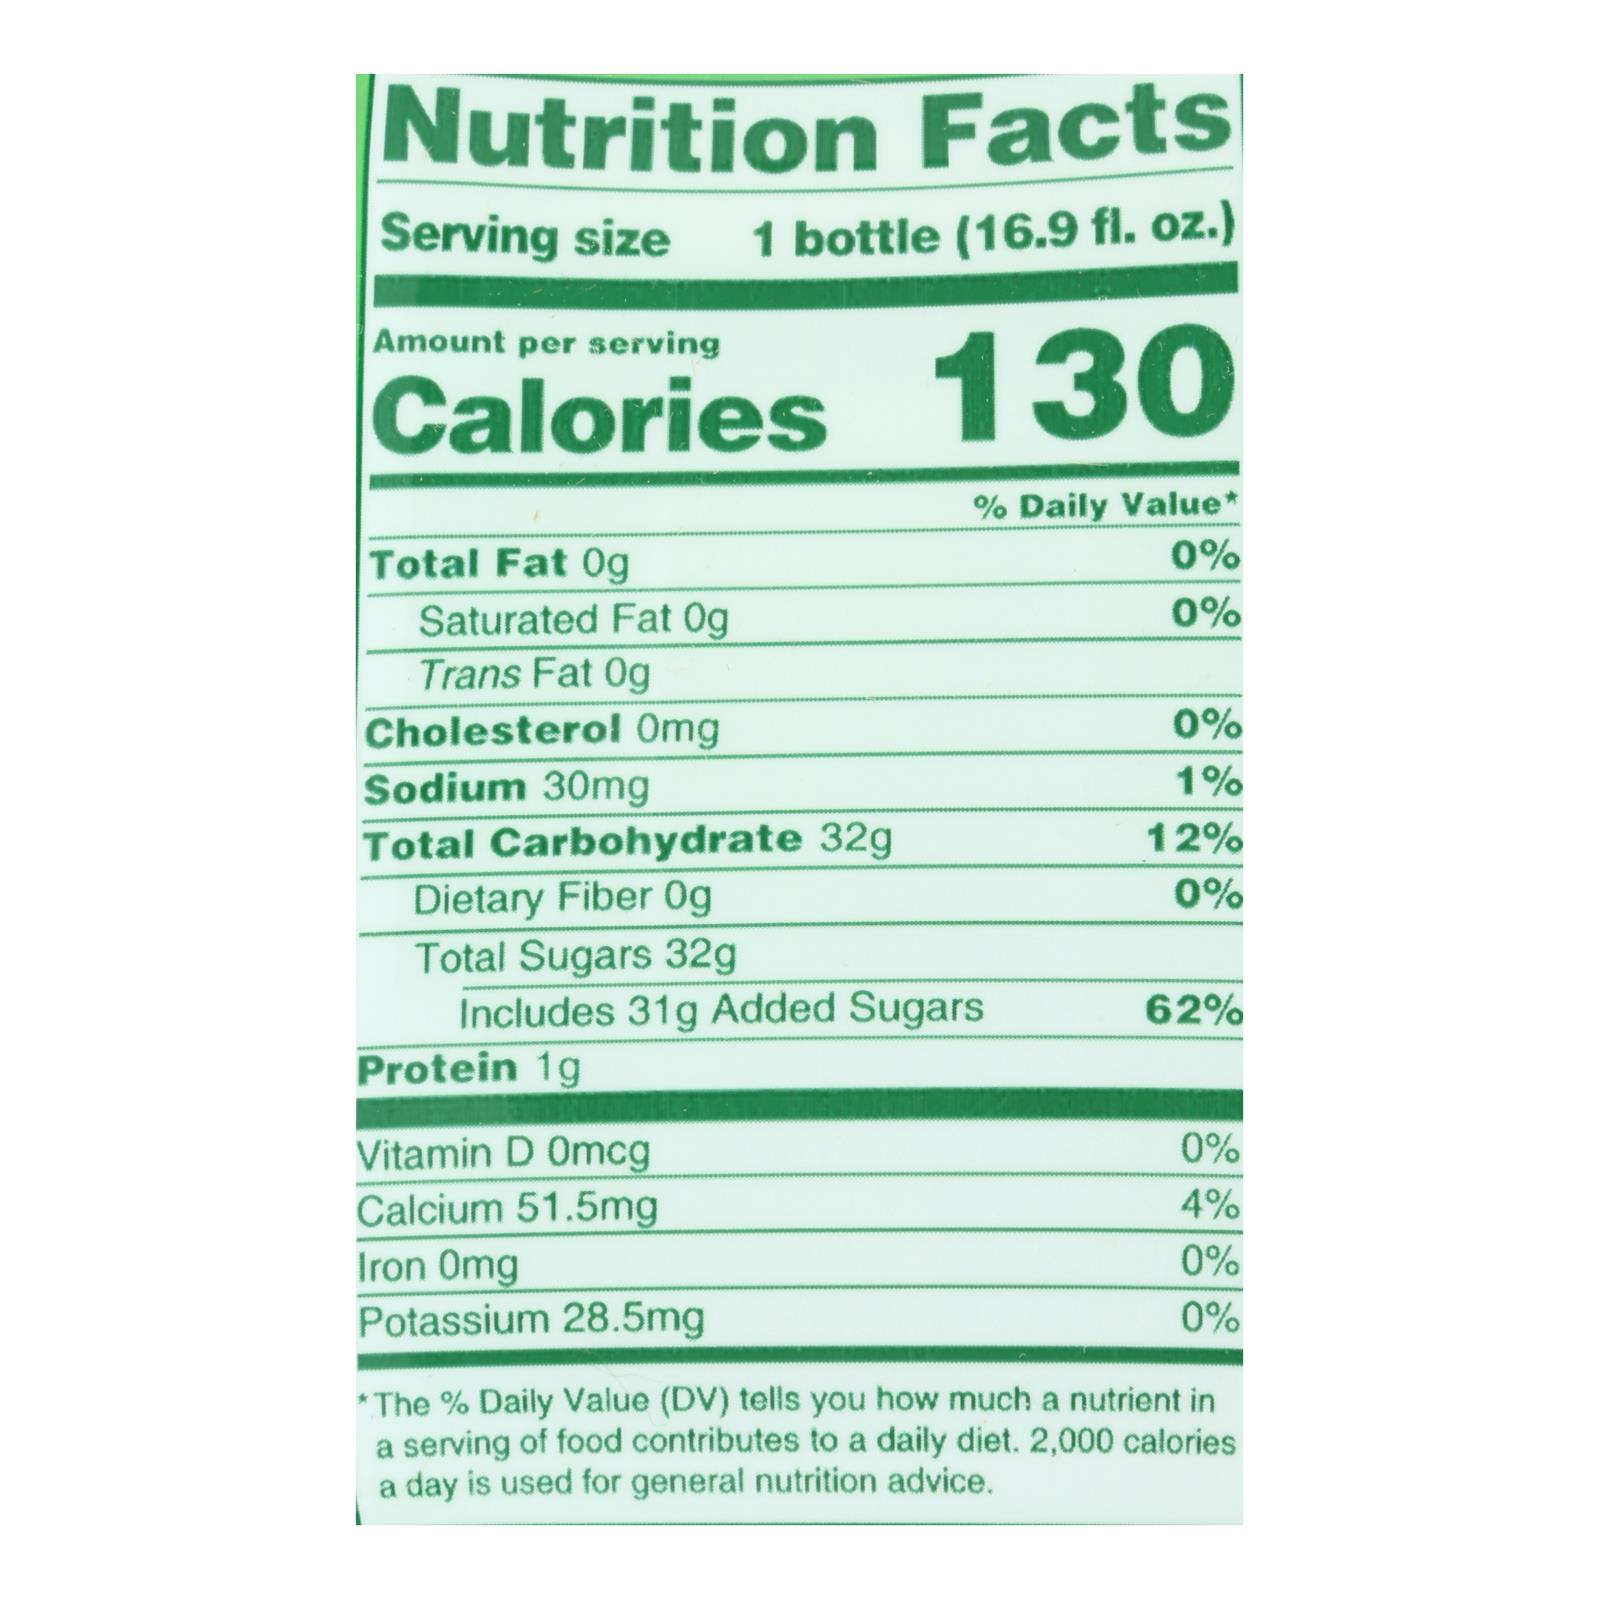 Nutrition Facts
Serving size 1 bottle (16.9 fl. oz.)
Amount per serving
Calories 130
% Daily Value*
Total Fat 0g 0%
Saturated Fat 0g 0%
Trans Fat 0g
Cholesterol 0mg 0%
Sodium 30mg 1%
Total Carbohydrate 32g 12%
Dietary Fiber 0g 0%
Total Sugars 32g
Includes 31g Added Sugars 62%
Protein 1g
Vitamin D 0mcg 0%
Calcium 51.5mg 4%
Iron 0mg 0%
Potassium 28.5mg 0%
*The % Daily Value (DV) tells you how much a nutrient in
a serving of food contributes to a daily diet. 2,000 calories
a day is used for general nutrition advice.